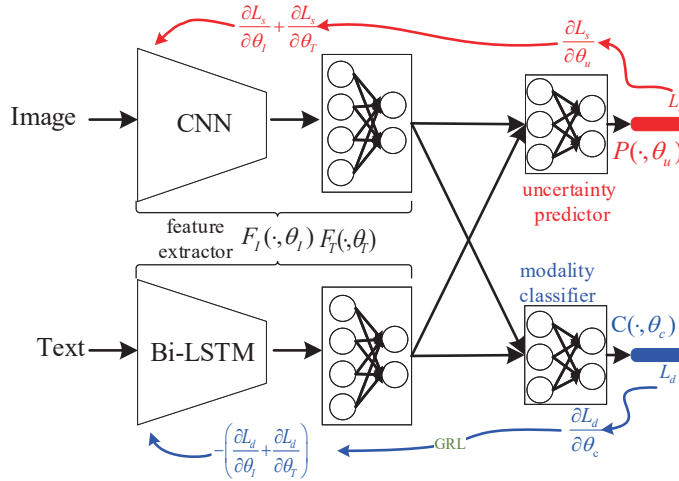 ∂L_s/∂θ_I + ∂L_s/∂θ_T
∂L_s/∂θ_u
Image
CNN
P(·,θ_u)
uncertainty
predictor
feature
extractor
F_I(·,θ_I) F_T(·,θ_T)
modality
classifier
Text
Bi-LSTM
C(·,θ_c)
L_d
-(∂L_d/∂θ_I + ∂L_d/∂θ_T)
GRL
∂L_d/∂θ_c